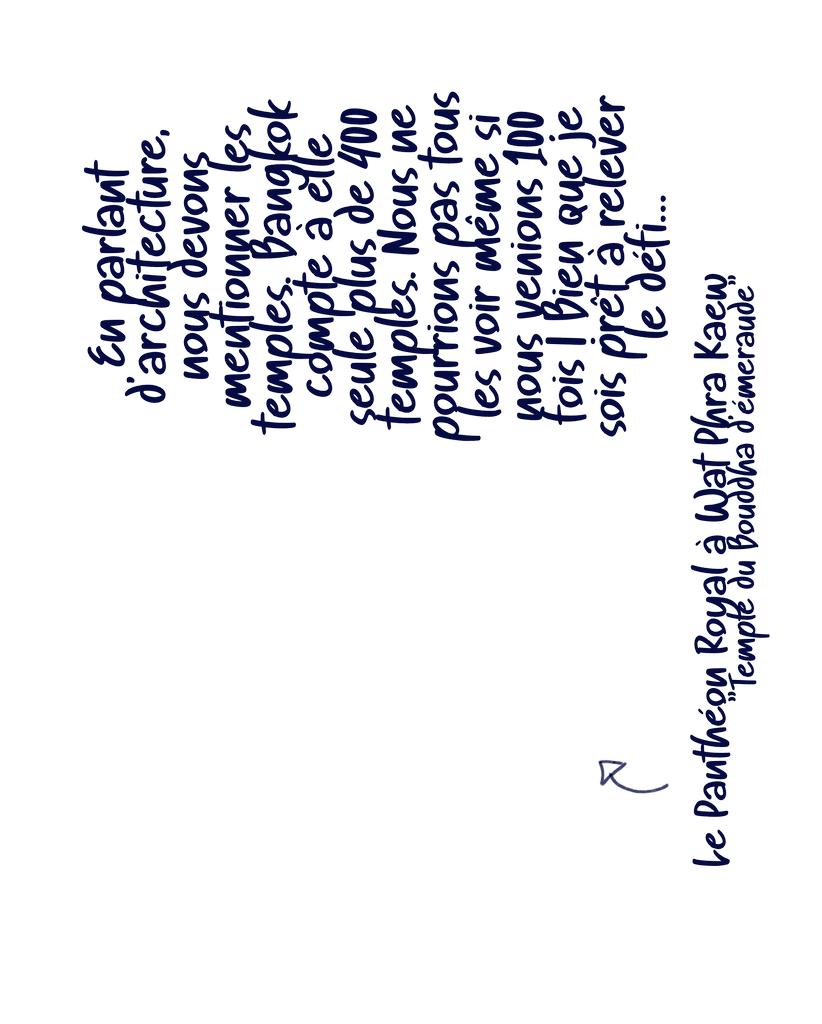 En parlant
d'architecture,
nous devons
mentionner les
temples. Bangkok
compte à elle
seule plus de 400
temples. Nous ne
pourrions pas tous
les voir même si
nous venions 100
fois ! Bien que je
sois prêt à relever
le défi...
Le Panthéon Royal à Wat Phra Kaew
"Temple du Bouddha d'émeraude"